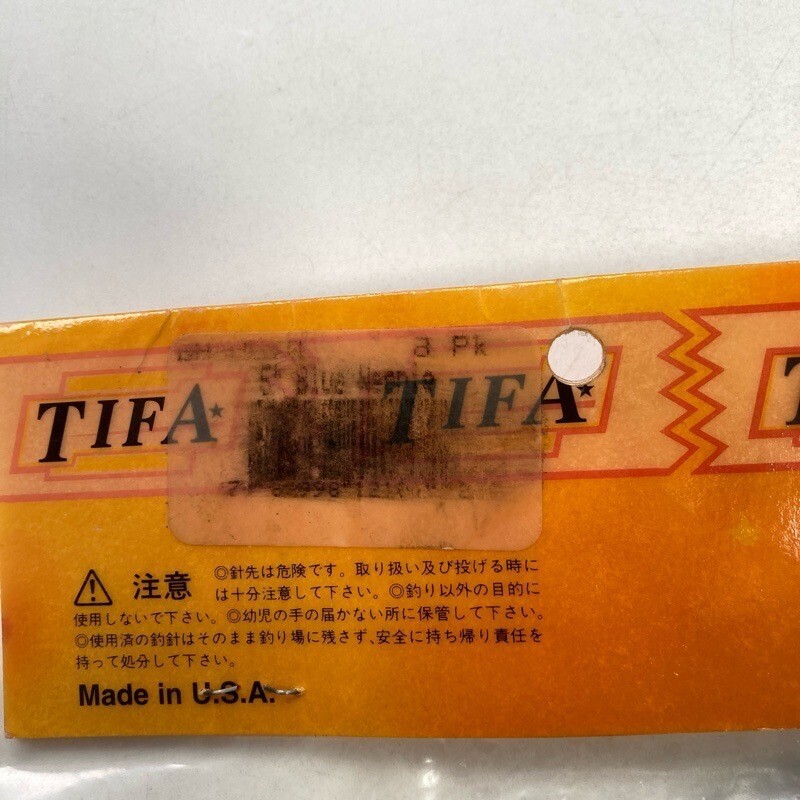 3 Pk
5" Blue Needle
TIFA★ TIFA★ T
注意
◎針先は危険です。取り扱い及び投げる時に
は十分注意して下さい。◎釣り以外の目的に
使用しないで下さい。◎幼児の手の届かない所に保管して下さい。
◎使用済の釣針はそのまま釣り場に残さず、安全に持ち帰り責任を
持って処分して下さい。
Made in U.S.A.